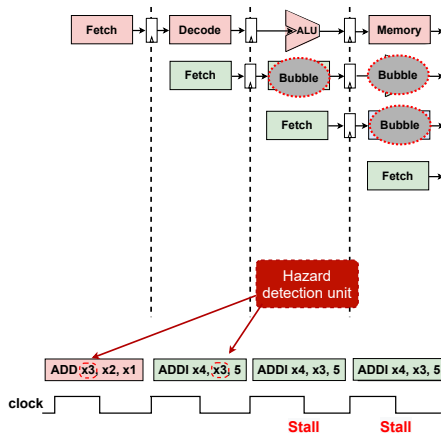 Fetch
Decode
ALU
Memory
Fetch
Bubble
Bubble
Fetch
Bubble
Fetch
Hazard
detection unit
ADD x3, x2, x1
ADDI x4, x3, 5
ADDI x4, x3, 5
ADDI x4, x3, 5
clock
Stall
Stall